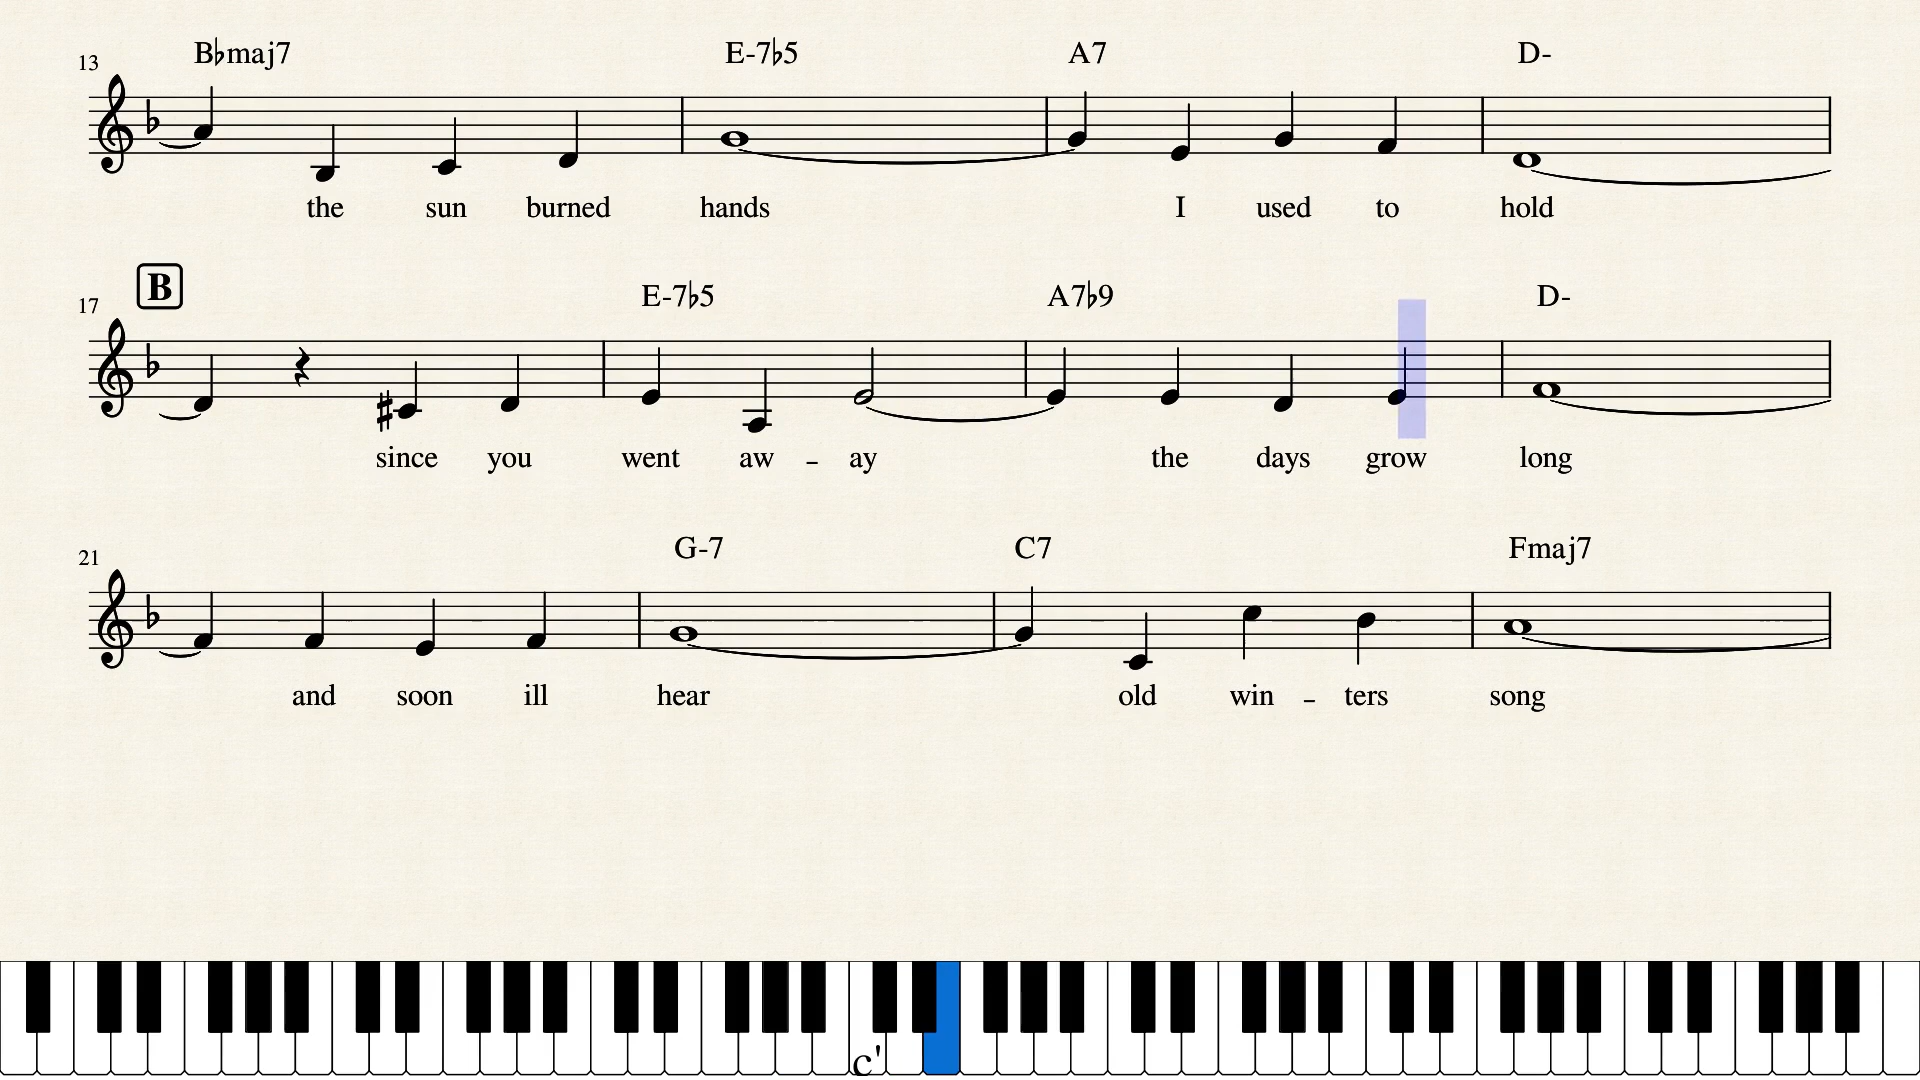 13 B♭maj7 E-7♭5 A7 D-
the sun burned hands I used to hold
B
17 E-7♭5 A7♭9 D-
since you went aw - ay the days grow long
21 G-7 C7 Fmaj7
and soon ill hear old win - ters song
c'